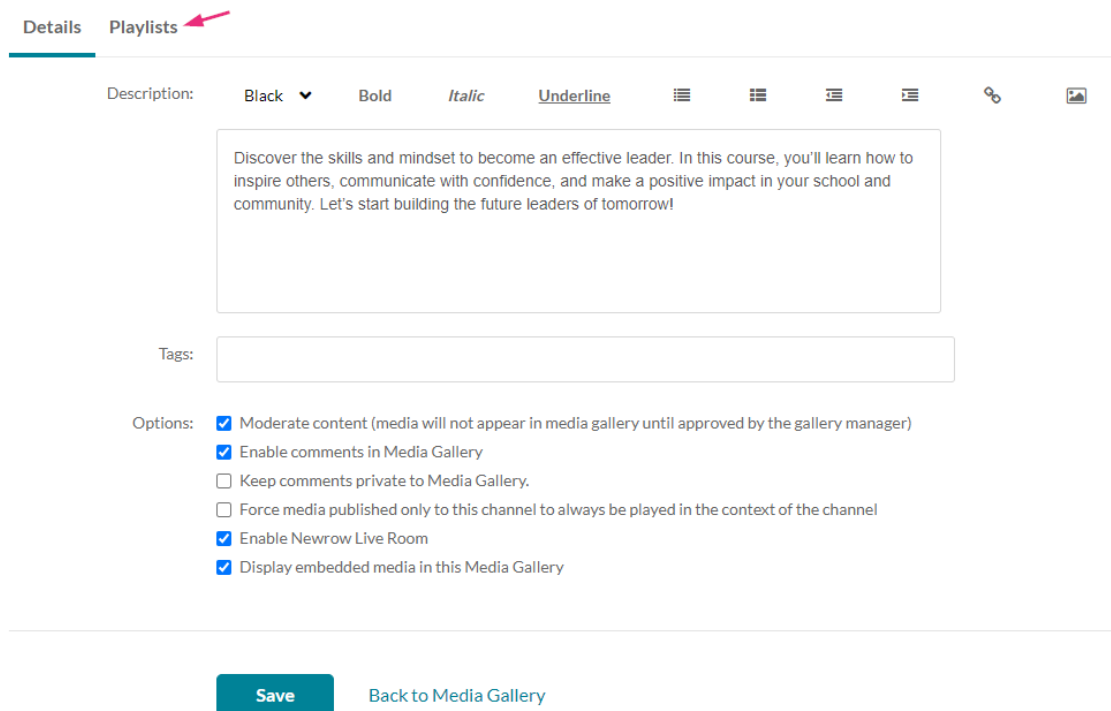 Details Playlists
Description: Black Bold Italic Underline
Discover the skills and mindset to become an effective leader. In this course, you'll learn how to
inspire others, communicate with confidence, and make a positive impact in your school and
community. Let's start building the future leaders of tomorrow!
Tags:
Options: Moderate content (media will not appear in media gallery until approved by the gallery manager)
Enable comments in Media Gallery
Keep comments private to Media Gallery.
Force media published only to this channel to always be played in the context of the channel
Enable Newrow Live Room
Display embedded media in this Media Gallery
Save Back to Media Gallery